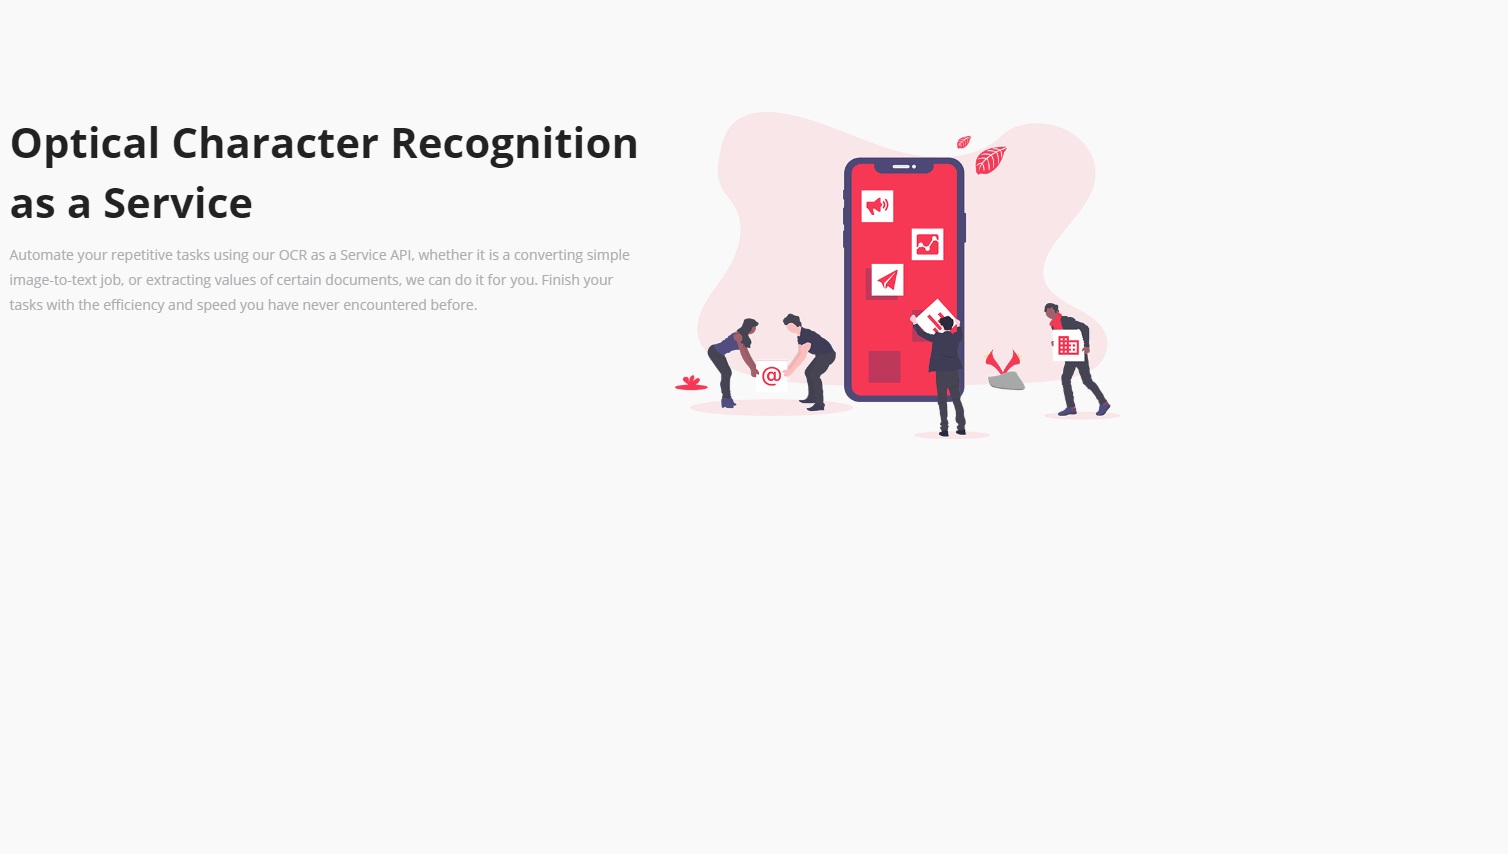 Optical Character Recognition
as a Service
Automate your repetitive tasks using our OCR as a Service API, whether it is a converting simple
image-to-text job, or extracting values of certain documents, we can do it for you. Finish your
tasks with the efficiency and speed you have never encountered before.
@